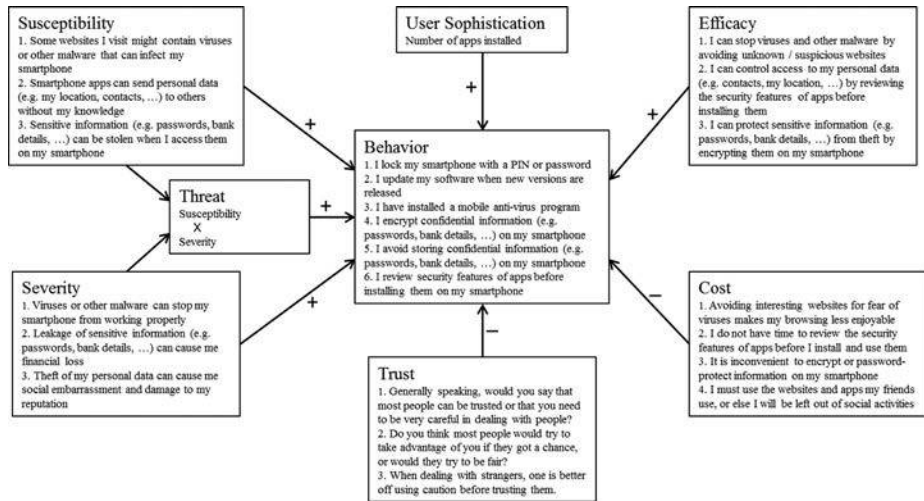 Susceptibility
1. Some websites I visit might contain viruses
or other malware that can infect my
smartphone
2. Smartphone apps can send personal data
(e.g. my location, contacts, ...) to others
without my knowledge
3. Sensitive information (e.g. passwords, bank
details, ...) can be stolen when I access them
on my smartphone
User Sophistication
Number of apps installed
Efficacy
1. I can stop viruses and other malware by
avoiding unknown / suspicious websites
2. I can control access to my personal data
(e.g. contacts, my location, ...) by reviewing
the security features of apps before
installing them
3. I can protect sensitive information (e.g.
passwords, bank details, ...) from theft by
encrypting them on my smartphone
+
+
+
Threat
Susceptibility
X
Severity
+
Behavior
1. I lock my smartphone with a PIN or password
2. I update my software when new versions are
released
3. I have installed a mobile anti-virus program
4. I encrypt confidential information (e.g.
passwords, bank details, ...) on my smartphone
5. I avoid storing confidential information (e.g.
passwords, bank details, ...) on my smartphone
6. I review security features of apps before
installing them on my smartphone
Severity
1. Viruses or other malware can stop my
smartphone from working properly
2. Leakage of sensitive information (e.g.
passwords, bank details, ...) can cause me
financial loss
3. Theft of my personal data can cause me
social embarrassment and damage to my
reputation
+
–
–
Trust
1. Generally speaking, would you say that
most people can be trusted or that you need
to be very careful in dealing with people?
2. Do you think most people would try to
take advantage of you if they got a chance,
or would they try to be fair?
3. When dealing with strangers, one is better
off using caution before trusting them.
Cost
1. Avoiding interesting websites for fear of
viruses makes my browsing less enjoyable
2. I do not have time to review the security
features of apps before I install and use them
3. It is inconvenient to encrypt or password-
protect information on my smartphone
4. I must use the websites and apps my friends
use, or else I will be left out of social activities